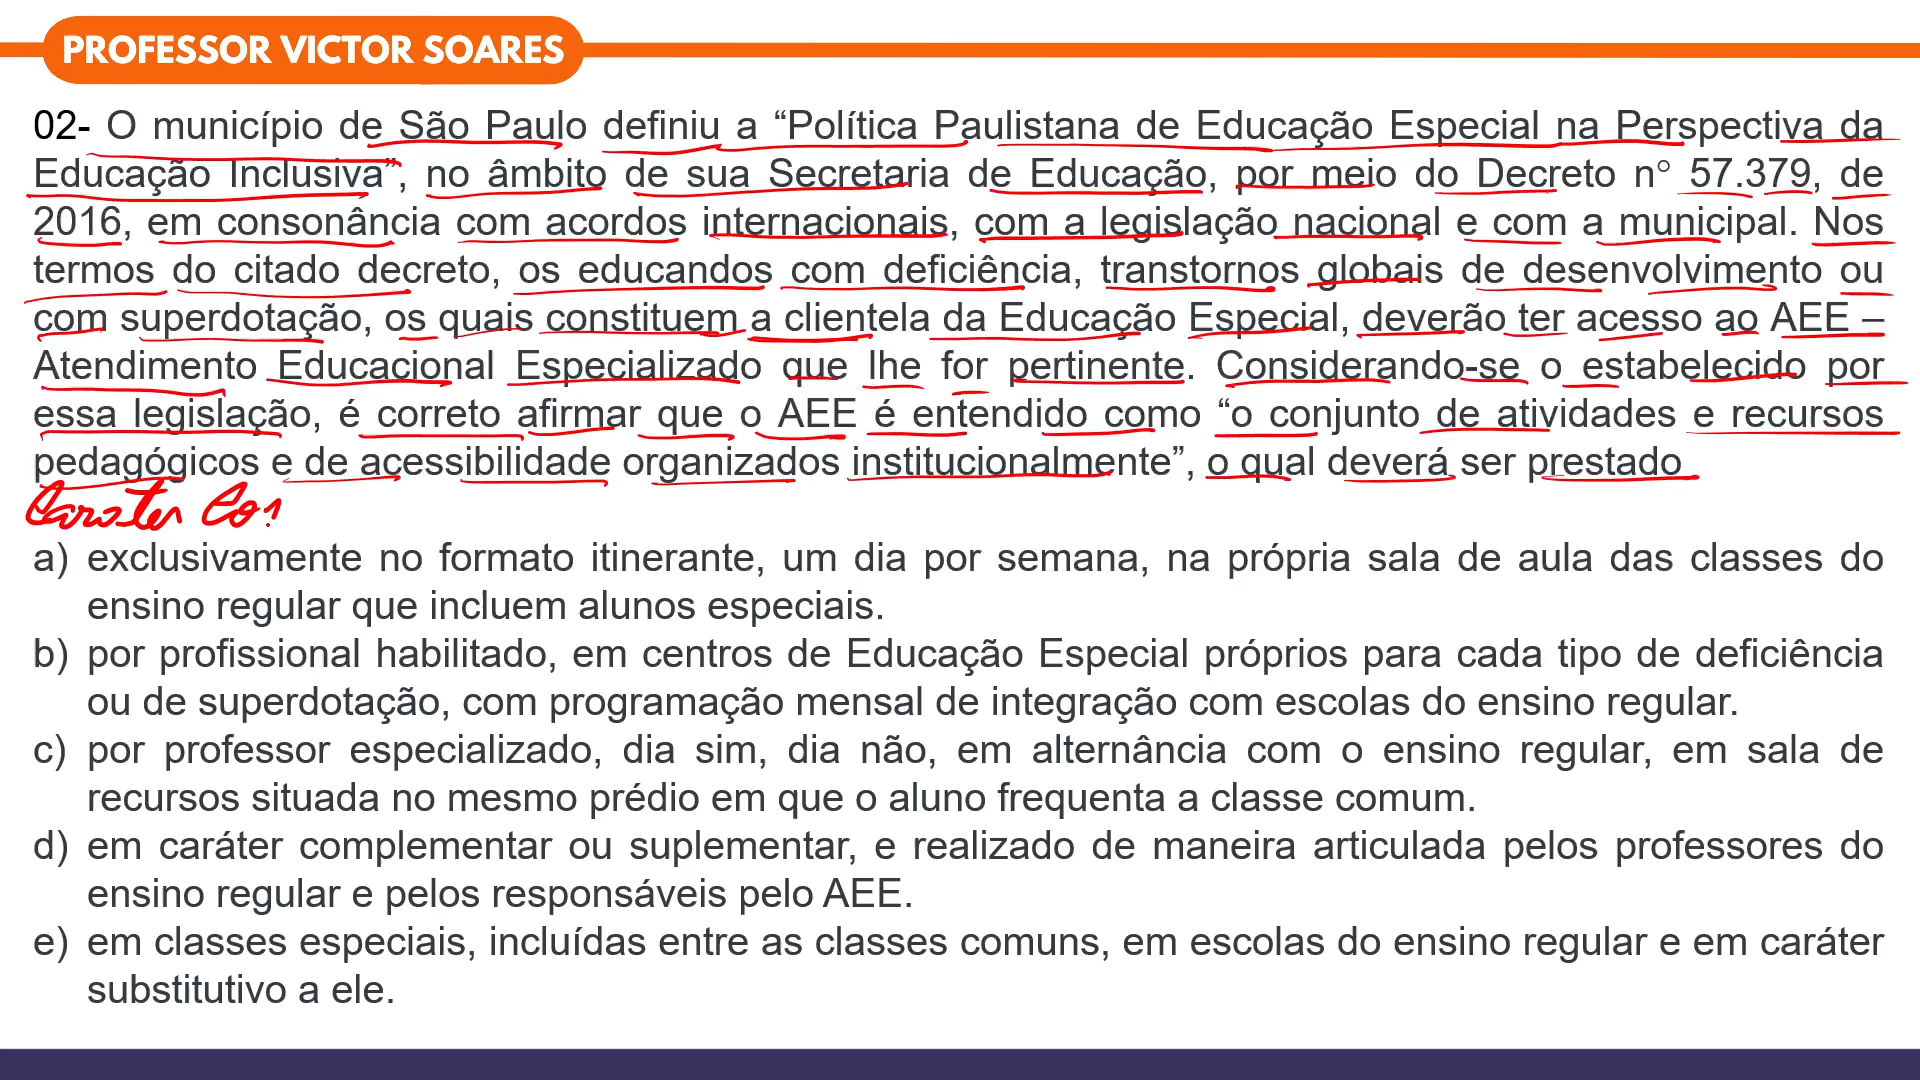 PROFESSOR VICTOR SOARES
02- O município de São Paulo definiu a “Política Paulistana de Educação Especial na Perspectiva da
Educação Inclusiva”, no âmbito de sua Secretaria de Educação, por meio do Decreto n° 57.379, de
2016, em consonância com acordos internacionais, com a legislação nacional e com a municipal. Nos
termos do citado decreto, os educandos com deficiência, transtornos globais de desenvolvimento ou
com superdotação, os quais constituem a clientela da Educação Especial, deverão ter acesso ao AEE –
Atendimento Educacional Especializado que lhe for pertinente. Considerando-se o estabelecido por
essa legislação, é correto afirmar que o AEE é entendido como “o conjunto de atividades e recursos
pedagógicos e de acessibilidade organizados institucionalmente”, o qual deverá ser prestado
a) exclusivamente no formato itinerante, um dia por semana, na própria sala de aula das classes do
ensino regular que incluem alunos especiais.
b) por profissional habilitado, em centros de Educação Especial próprios para cada tipo de deficiência
ou de superdotação, com programação mensal de integração com escolas do ensino regular.
c) por professor especializado, dia sim, dia não, em alternância com o ensino regular, em sala de
recursos situada no mesmo prédio em que o aluno frequenta a classe comum.
d) em caráter complementar ou suplementar, e realizado de maneira articulada pelos professores do
ensino regular e pelos responsáveis pelo AEE.
e) em classes especiais, incluídas entre as classes comuns, em escolas do ensino regular e em caráter
substitutivo a ele.